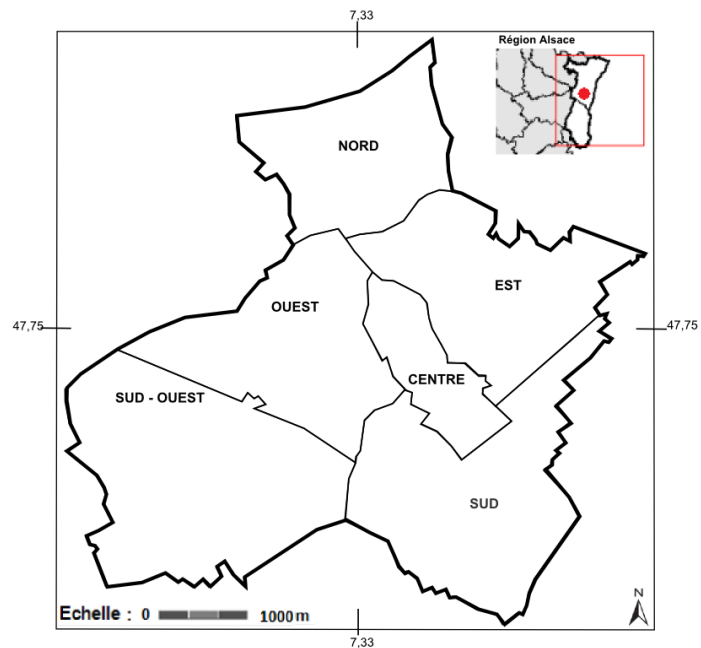 7,33
Région Alsace
NORD
EST
OUEST
47,75
47,75
CENTRE
SUD - OUEST
SUD
N
Echelle : 0 1000 m
7,33